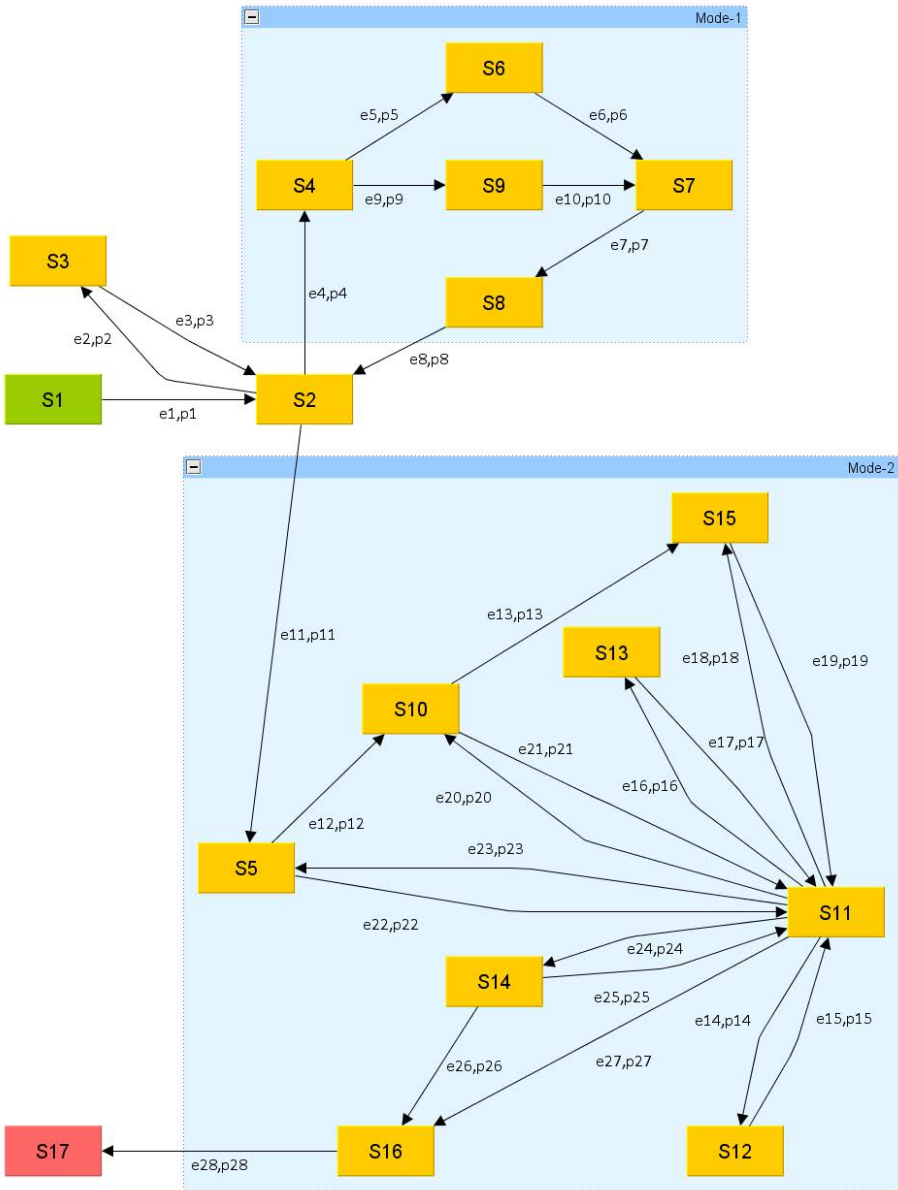 Mode-1
S6
e5,p5
e6,p6
S4
S9
S7
e9,p9
e10,p10
e7,p7
S3
e4,p4
S8
e3,p3
e2,p2
e8,p8
S1
S2
e1,p1
Mode-2
S15
e13,p13
e11,p11
S13
e18,p18
e19,p19
S10
e21,p21
e17,p17
e16,p16
e20,p20
e12,p12
e23,p23
S5
S11
e22,p22
e24,p24
S14
e25,p25
e14,p14
e15,p15
e26,p26
e27,p27
S17
S16
S12
e28,p28